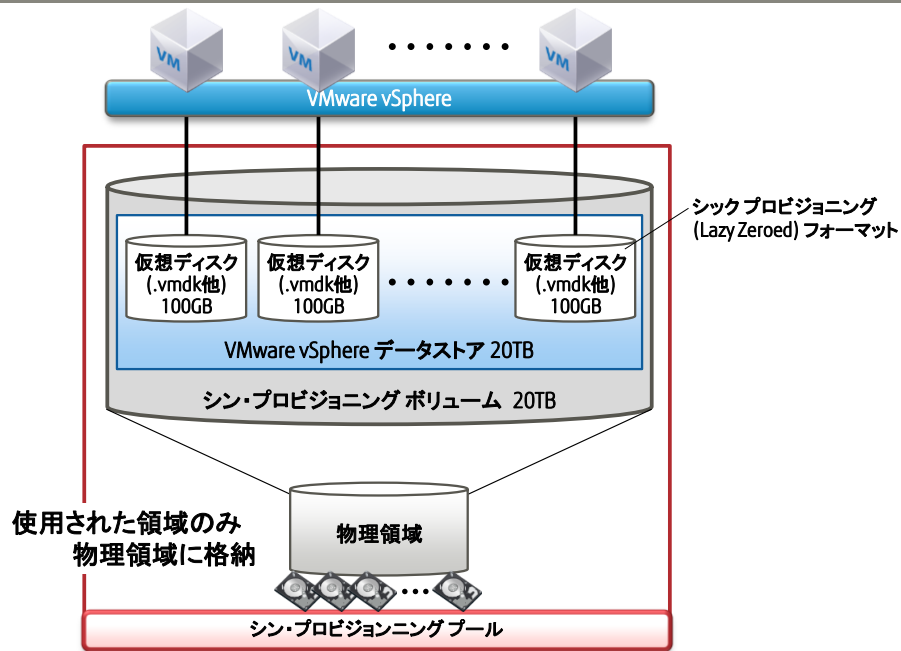 VM
VM
.......
VM
VMware vSphere
シック プロビジョニング
(Lazy Zeroed) フォーマット
仮想ディスク
(.vmdk他)
100GB
仮想ディスク
(.vmdk他)
100GB
.......
仮想ディスク
(.vmdk他)
100GB
VMware vSphere データストア 20TB
シン・プロビジョニング ボリューム 20TB
使用された領域のみ
物理領域に格納
物理領域
...
シン・プロビジョンニング プール